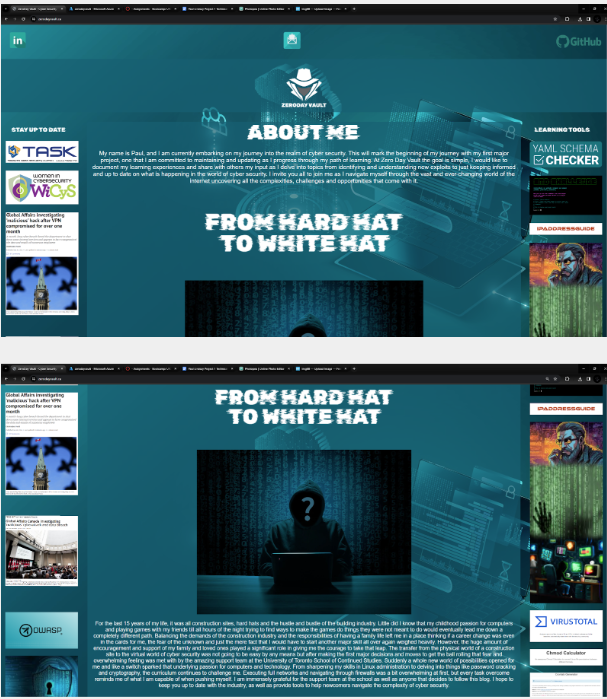 in
GitHub
ZERODAY VAULT
STAY UP TO DATE
ABOUT ME
LEARNING TOOLS
My name is Paul, and I am currently embarking on my journey into the realm of cyber security. This will mark the beginning of my journey with my first major
project, one that I am committed to maintaining and updating as I progress through my path of learning. At Zero Day Vault the goal is simple, I would like to
document my learning experiences and share with others my input as I delve into topics from identifying and understanding new exploits to just keeping informed
and up to date on what is happening in the world of cyber security. I invite you all to join me as I navigate myself through the vast and ever-changing world of the
Internet uncovering all the complexities, challenges and opportunities that come with it.
TASK
WOMEN IN
CYBERSECURITY
WiCyS
Global Affairs investigating
'malicious' hack after VPN
compromised for over one
month
YAML SCHEMA
CHECKER
IPADDRESSGUIDE
FROM HARD HAT
TO WHITE HAT
Global Affairs investigating
'malicious' hack after VPN
compromised for over one
month
FROM HARD HAT
TO WHITE HAT
IPADDRESSGUIDE
?
OWASP
VIRUSTOTAL
Chmod Calculator
For the last 15 years of my life, it was all construction sites, hard hats and the hustle and bustle of the building industry. Little did I know that my childhood passion for computers
and playing games with my friends till all hours of the night trying to find ways to make the games do things they were not meant to do would eventually lead me down a
completely different path. Balancing the demands of the construction industry and the responsibilities of having a family life left me in a place thinking if a career change was even
in the cards for me, the fear of the unknown and just the mere fact that I would have to start another major skill all over again weighed heavily. However, the huge amount of
encouragement and support of my family and loved ones played a significant role in giving me the courage to take that leap. The transfer from the physical world of a construction
site to the virtual world of cyber security was not going to be easy by any means but after making the first major decisions and moves to get the ball rolling that fear and
overwhelming feeling was met with by the amazing support team at the University of Toronto School of Continued Studies. Suddenly a whole new world of possibilities opened for
me and like a switch sparked that underlying passion for computers and technology. From sharpening my skills in Linux administration to delving into things like password cracking
and cryptography, the curriculum continues to challenge me. Executing full networks and navigating through firewalls was a bit overwhelming at first, but every task overcome
reminds me of what I am capable of when pushing myself. I am immensely grateful for the support team at the school as well as anyone that decides to follow this blog. I hope to
keep you up to date with the industry, as well as provide tools to help newcomers navigate the complexity of cyber security